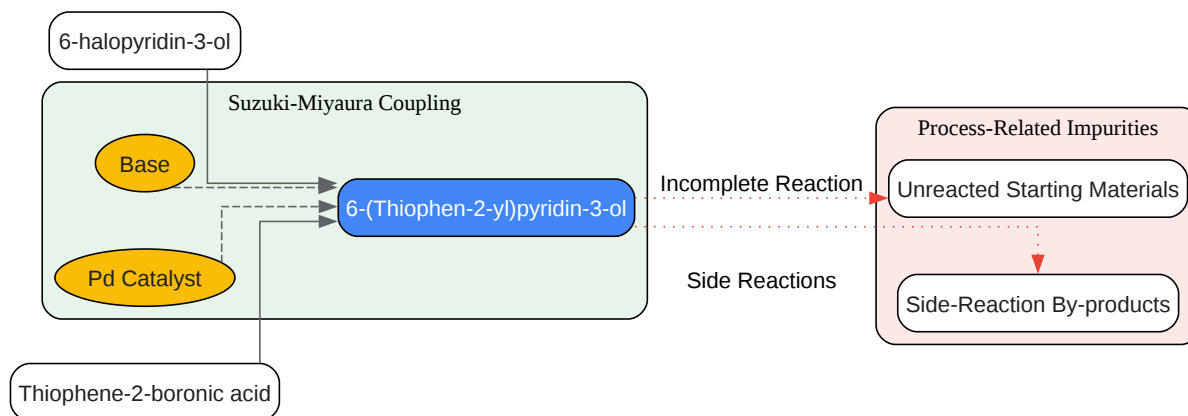 6-halopyridin-3-ol
Suzuki-Miyaura Coupling
Base
Pd Catalyst
6-(Thiophen-2-yl)pyridin-3-ol
Thiophene-2-boronic acid
Incomplete Reaction
Side Reactions
Process-Related Impurities
Unreacted Starting Materials
Side-Reaction By-products